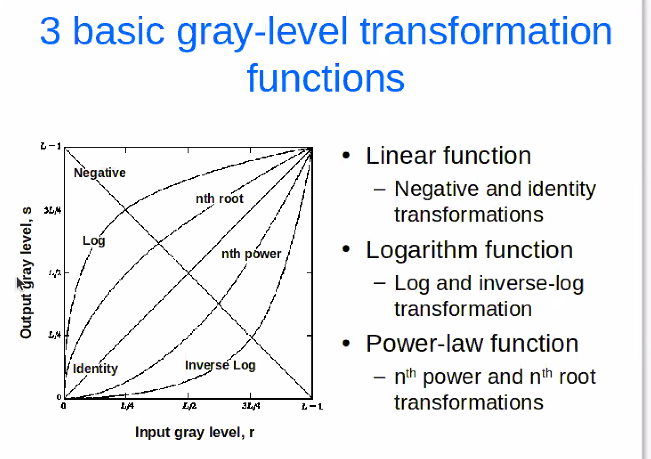 3 basic gray-level transformation
functions
L−1
3L/4
L/2
L/4
0
Output gray level, s
Negative
nth root
Log
nth power
Identity
Inverse Log
0
L/4
L/2
3L/4
L−1
Input gray level, r
• Linear function
– Negative and identity
transformations
• Logarithm function
– Log and inverse-log
transformation
• Power-law function
– nth power and nth root
transformations